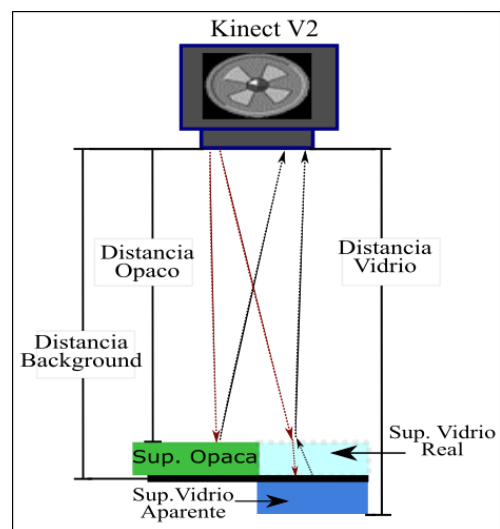 Kinect V2
Distancia
Opaco
Distancia
Vidrio
Distancia
Background
Sup. Opaca
Sup. Vidrio
Real
Sup.Vidrio
Aparente